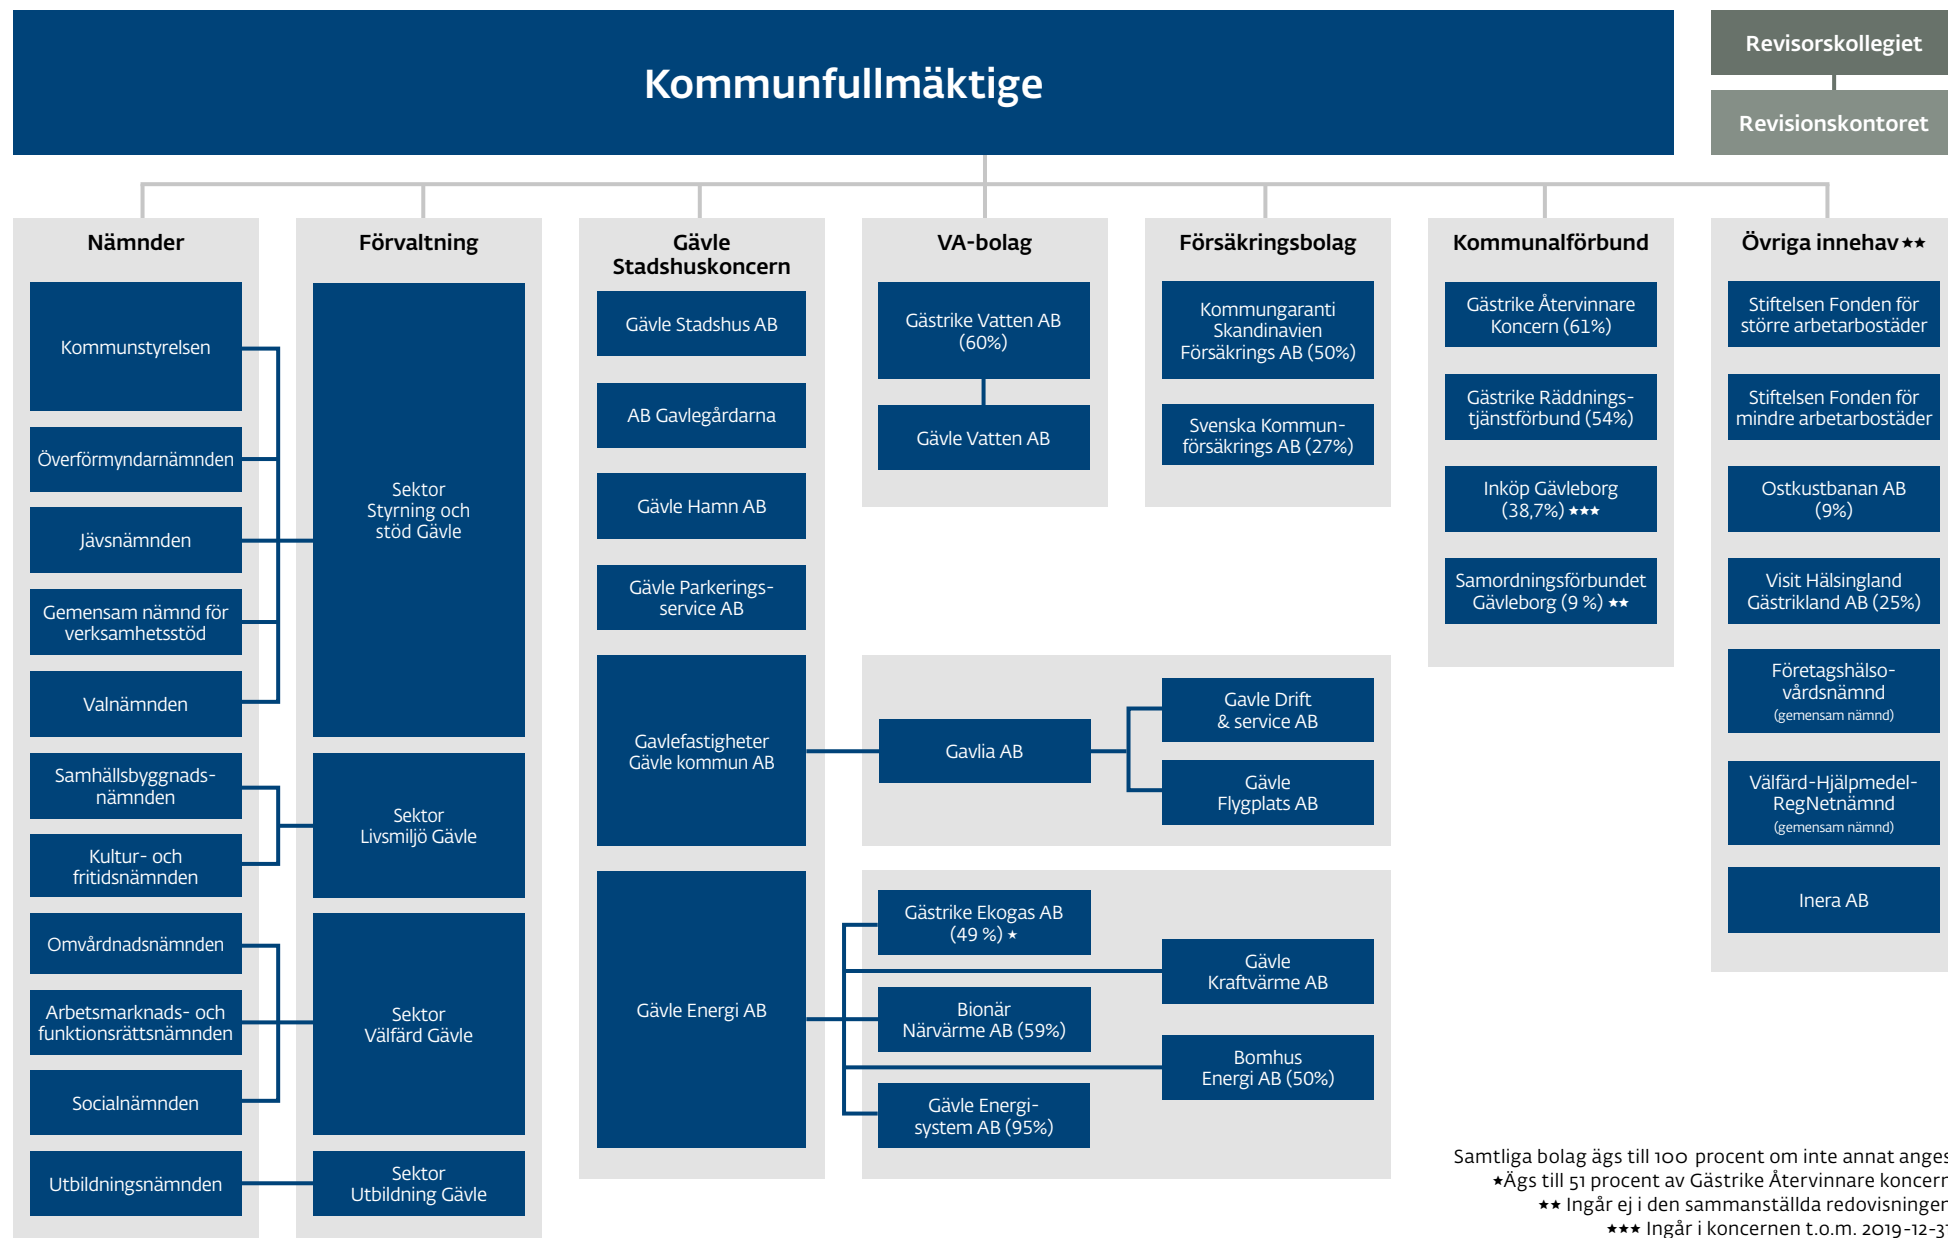 Kommunfullmäktige
Revisorskollegiet
Revisionskontoret
Nämnder
Kommunstyrelsen
Överförmyndarnämnden
Jävsnämnden
Gemensam nämnd för
verksamhetsstöd
Valnämnden
Samhällsbyggnads-
nämnden
Kultur- och
fritidsnämnden
Omvårdnadsnämnden
Arbetsmarknads- och
funktionsrättsnämnden
Socialnämnden
Utbildningsnämnden
Förvaltning
Sektor
Styrning och
stöd Gävle
Sektor
Livsmiljö Gävle
Sektor
Välfärd Gävle
Sektor
Utbildning Gävle
Gävle
Stadshuskoncern
Gävle Stadshus AB
AB Gavlegårdarna
Gävle Hamn AB
Gävle Parkerings-
service AB
Gavlefastigheter
Gävle kommun AB
Gävle Energi AB
VA-bolag
Gästrike Vatten AB
(60%)
Gävle Vatten AB
Försäkringsbolag
Kommungaranti
Skandinavien
Försäkrings AB (50%)
Svenska Kommun-
försäkrings AB (27%)
Gavlia AB
Gavle Drift
& service AB
Gävle
Flygplats AB
Gästrike Ekogas AB
(49 %) ★
Gävle
Kraftvärme AB
Bionär
Närvärme AB (59%)
Bomhus
Energi AB (50%)
Gävle Energi-
system AB (95%)
Kommunalförbund
Gästrike Återvinnare
Koncern (61%)
Gästrike Räddnings-
tjänstförbund (54%)
Inköp Gävleborg
(38,7%) ★★★
Samordningsförbundet
Gävleborg (9 %) ★★
Övriga innehav ★★
Stiftelsen Fonden för
större arbetarbostäder
Stiftelsen Fonden för
mindre arbetarbostäder
Ostkustbanan AB
(9%)
Visit Hälsingland
Gästrikland AB (25%)
Företagshälso-
vårdsnämnd
(gemensam nämnd)
Välfärd-Hjälpmedel-
RegNetnämnd
(gemensam nämnd)
Inera AB
Samtliga bolag ägs till 100 procent om inte annat anges
★Ägs till 51 procent av Gästrike Återvinnare koncern
★★ Ingår ej i den sammanställda redovisningen
★★★ Ingår i koncernen t.o.m. 2019-12-31